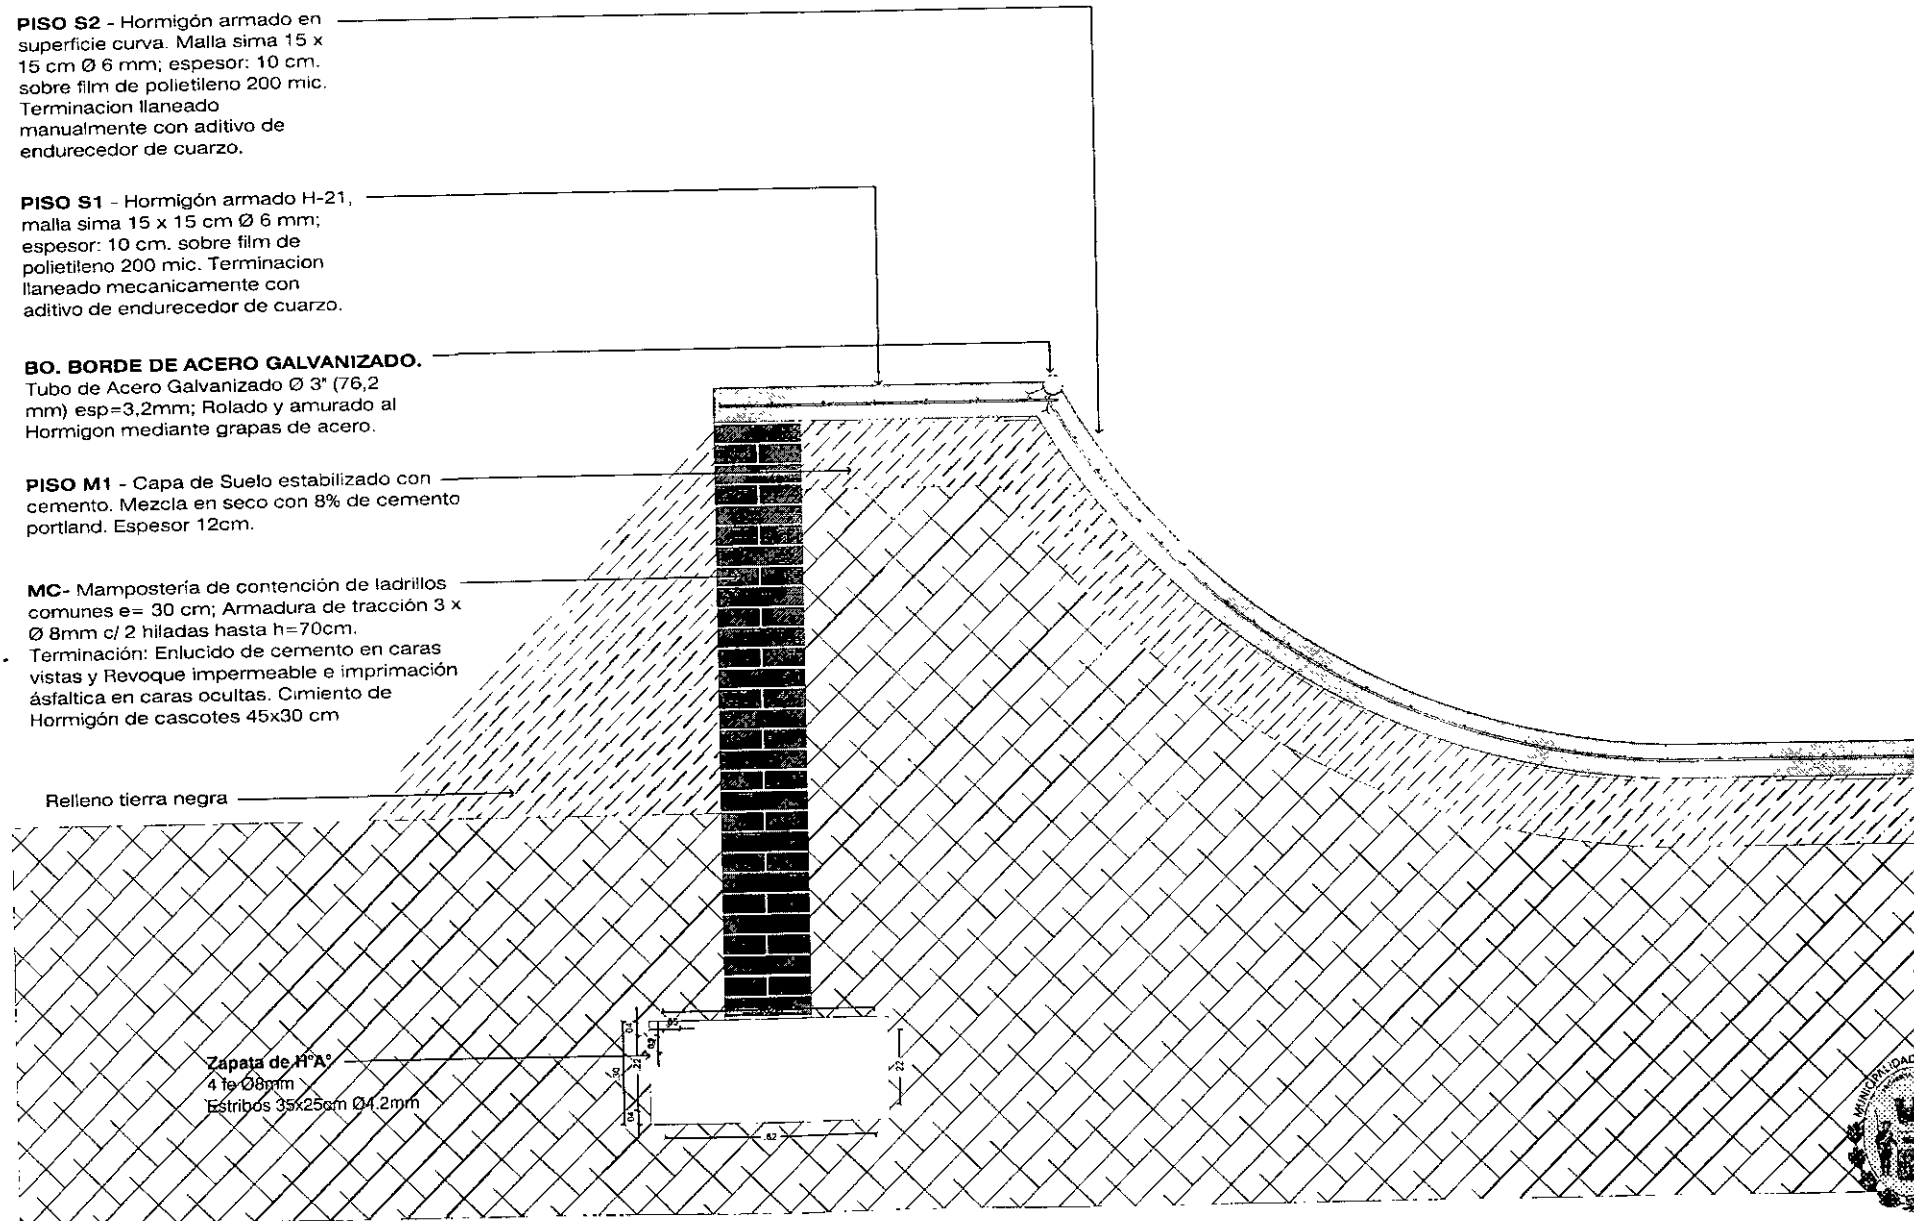 PISO S2 - Hormigón armado en
superficie curva. Malla sima 15 x
15 cm Ø 6 mm; espesor: 10 cm.
sobre film de polietileno 200 mic.
Terminacion llaneado
manualmente con aditivo de
endurecedor de cuarzo.
PISO S1 - Hormigón armado H-21,
malla sima 15 x 15 cm Ø 6 mm;
espesor: 10 cm. sobre film de
polietileno 200 mic. Terminacion
llaneado mecanicamente con
aditivo de endurecedor de cuarzo.
BO. BORDE DE ACERO GALVANIZADO.
Tubo de Acero Galvanizado Ø 3" (76,2
mm) esp=3,2mm; Rolado y amurado al
Hormigon mediante grapas de acero.
PISO M1 - Capa de Suelo estabilizado con
cemento. Mezcla en seco con 8% de cemento
portland. Espesor 12cm.
MC- Mampostería de contención de ladrillos
comunes e= 30 cm; Armadura de tracción 3 x
Ø 8mm c/ 2 hiladas hasta h=70cm.
Terminación: Enlucido de cemento en caras
vistas y Revoque impermeable e imprimación
ásfaltica en caras ocultas. Cimiento de
Hormigón de cascotes 45x30 cm
Relleno tierra negra
Zapata de H°A°
4 fe Ø8mm
Estribos 35x25cm Ø4.2mm
.04
.22
.30
.04
.22
.62
MUNICIPALIDAD